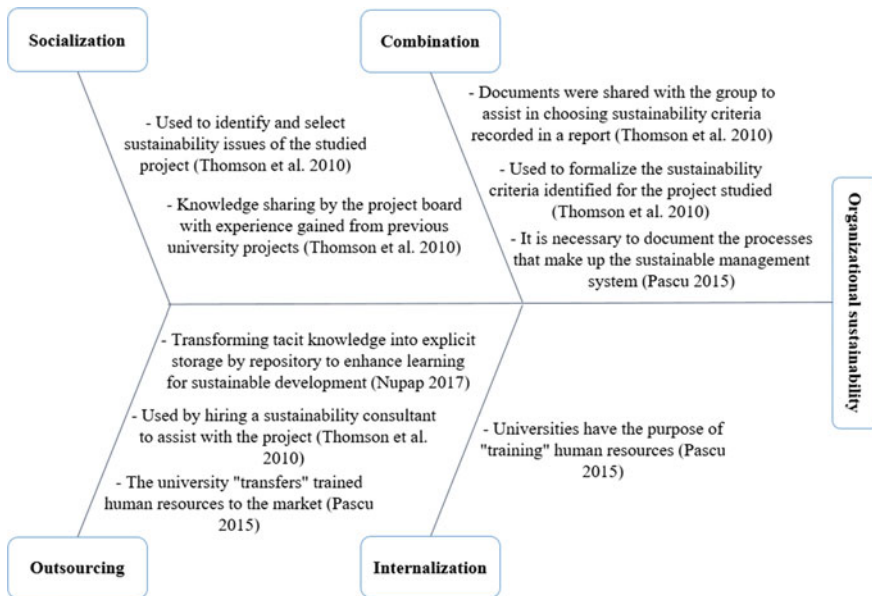 Socialization
Combination
- Used to identify and select
sustainability issues of the studied
project (Thomson et al. 2010)
- Knowledge sharing by the project board
with experience gained from previous
university projects (Thomson et al. 2010)
- Documents were shared with the group to
assist in choosing sustainability criteria
recorded in a report (Thomson et al. 2010)
- Used to formalize the sustainability
criteria identified for the project studied
(Thomson et al. 2010)
- It is necessary to document the processes
that make up the sustainable management
system (Pascu 2015)
Organizational sustainability
- Transforming tacit knowledge into explicit
storage by repository to enhance learning
for sustainable development (Nupap 2017)
- Used by hiring a sustainability consultant
to assist with the project (Thomson et al.
2010)
- The university "transfers" trained
human resources to the market (Pascu
2015)
- Universities have the purpose of
"training" human resources (Pascu
2015)
Outsourcing
Internalization